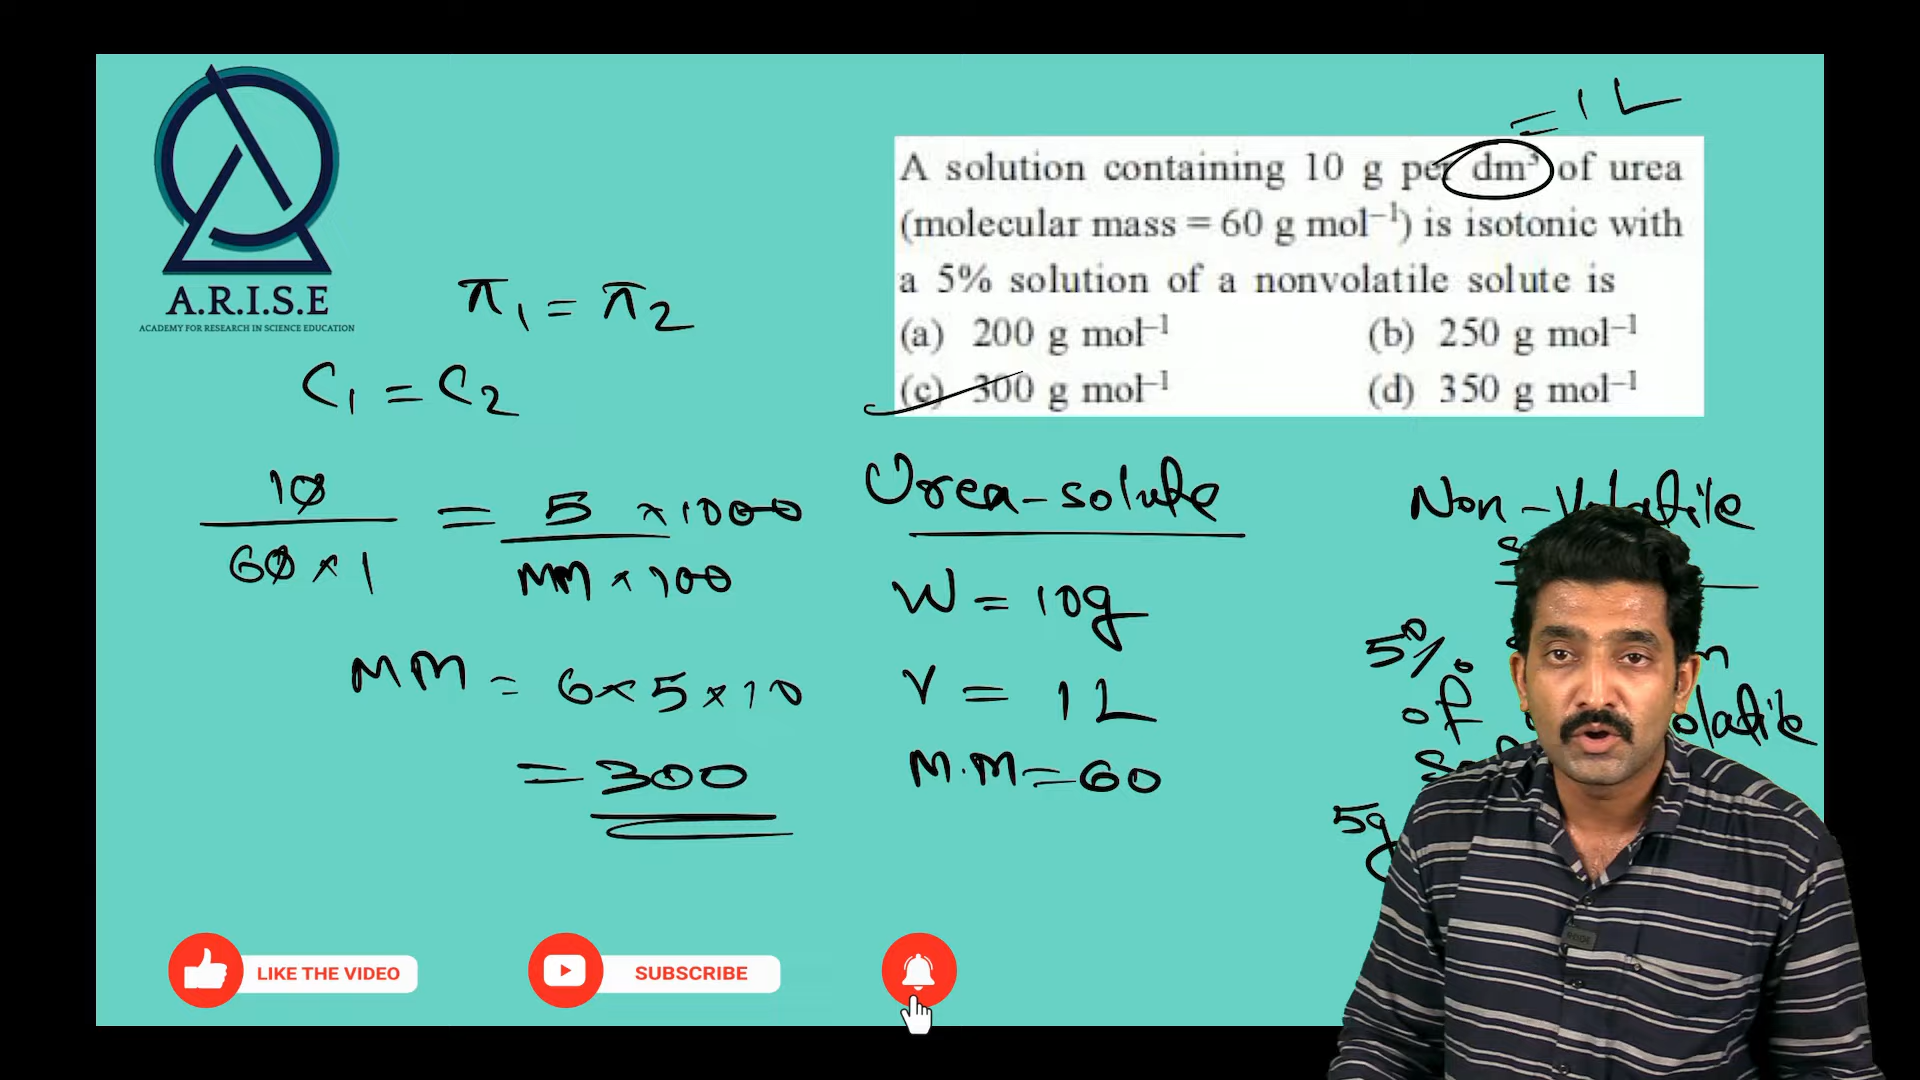 A.R.I.S.E
ACADEMY FOR RESEARCH IN SCIENCE EDUCATION
= 1 L
A solution containing 10 g per dm³ of urea
(molecular mass = 60 g mol⁻¹) is isotonic with
a 5% solution of a nonvolatile solute is
(a) 200 g mol⁻¹ (b) 250 g mol⁻¹
(c) 300 g mol⁻¹ (d) 350 g mol⁻¹
π₁ = π₂
C₁ = C₂
10 / 60 × 1 = 5 × 1000 / MM × 100
MM = 6 × 5 × 10
= 300
Urea-solute
W = 10g
V = 1 L
M.M = 60
Non-Volatile
5%
of
5g
LIKE THE VIDEO
SUBSCRIBE